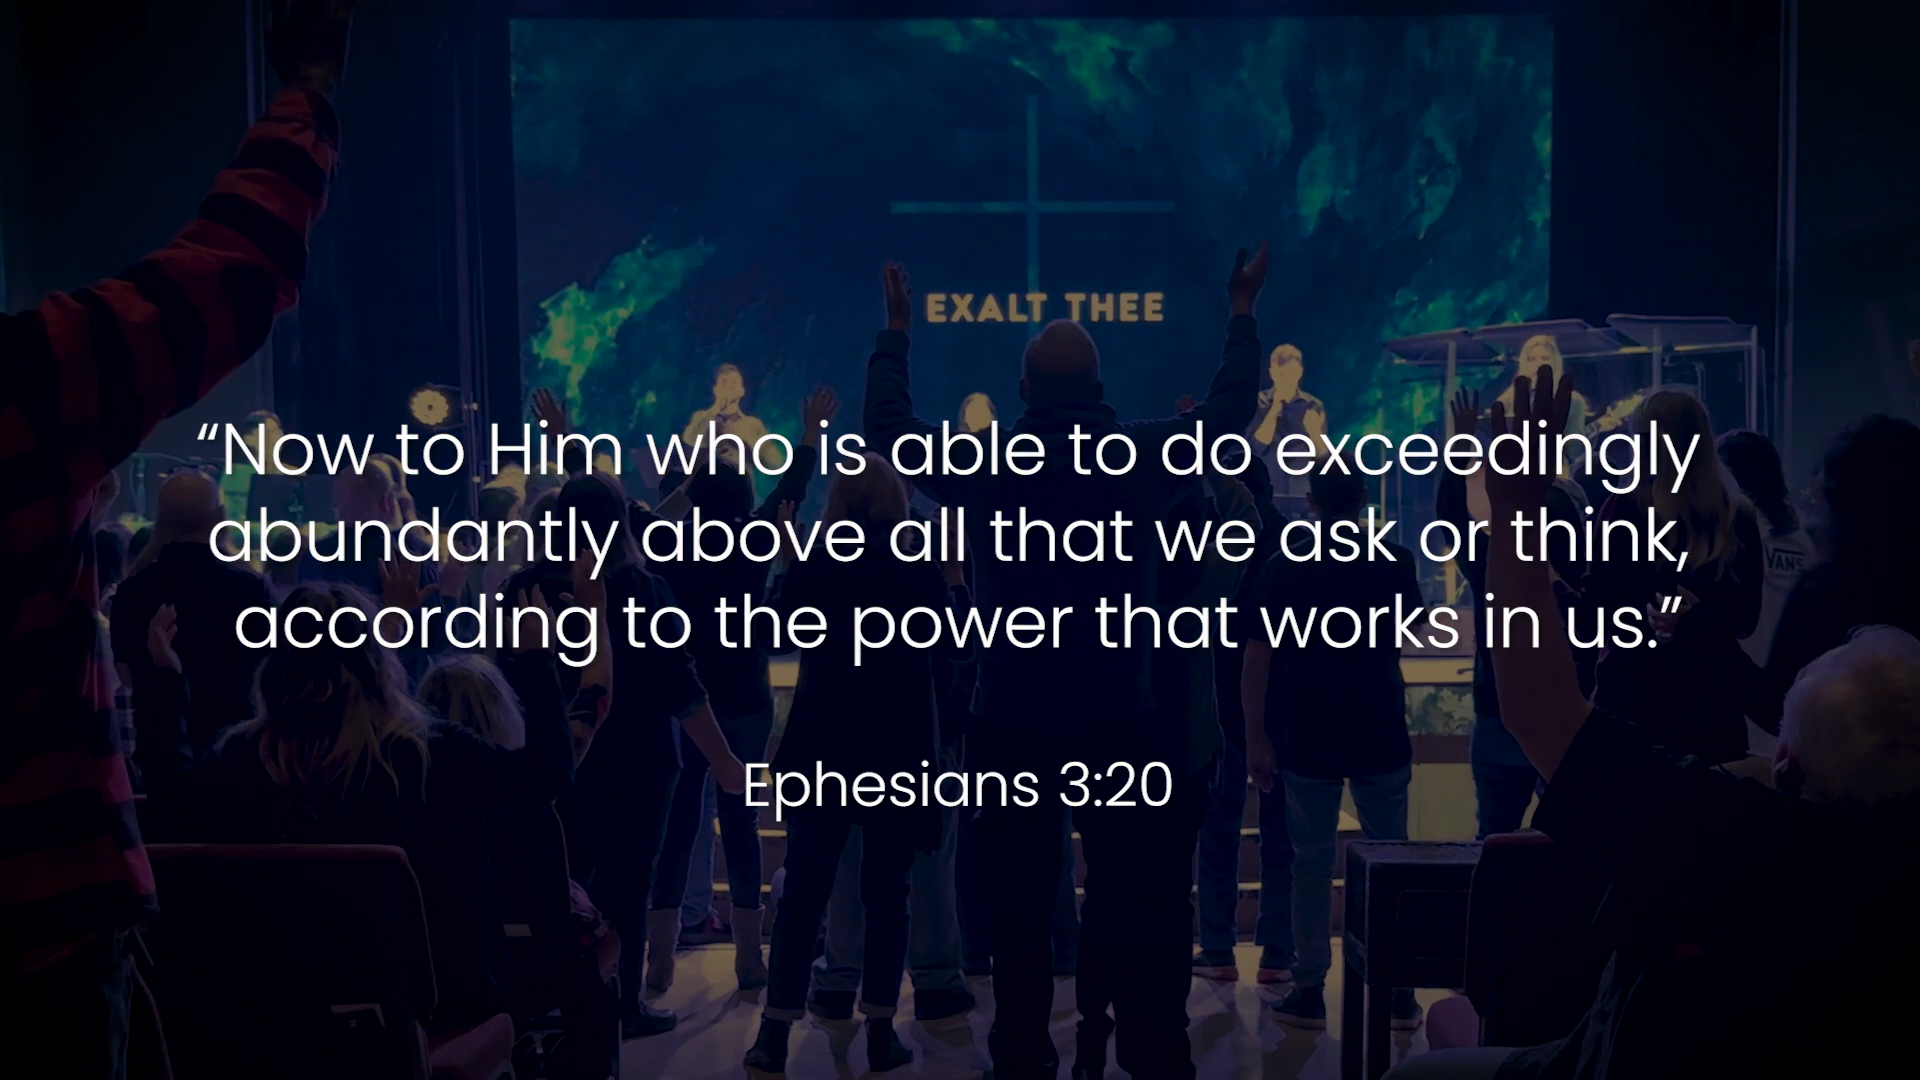 EXALT THEE
“Now to Him who is able to do exceedingly
abundantly above all that we ask or think,
according to the power that works in us.”
VANS
Ephesians 3:20